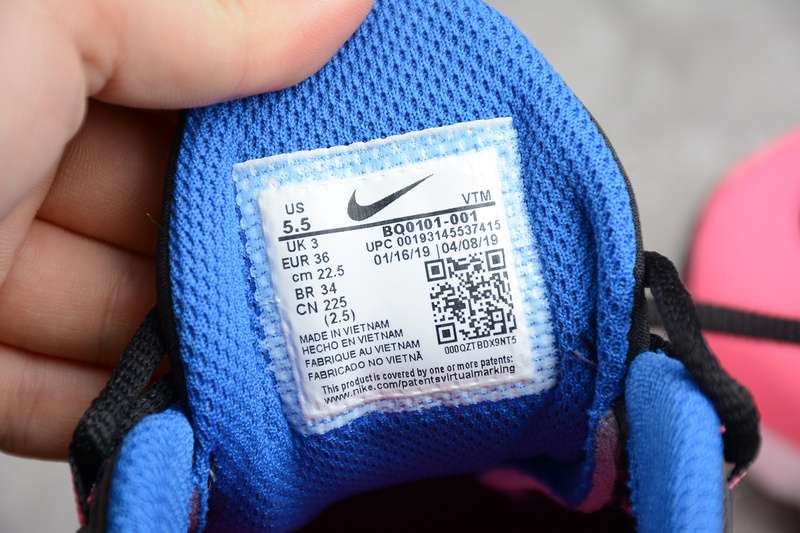 US VTM
5.5 BQ0101-001
UK 3 UPC 00193145537415
EUR 36 01/16/19 | 04/08/19
cm 22.5
BR 34
CN 225
(2.5)
000QZTBDX9NT5
MADE IN VIETNAM
HECHO EN VIETNAM
FABRIQUE AU VIETNAM
FABRICADO NO VIETNÃ
This product is covered by one or more patents:
www.nike.com/patentsvirtualmarking